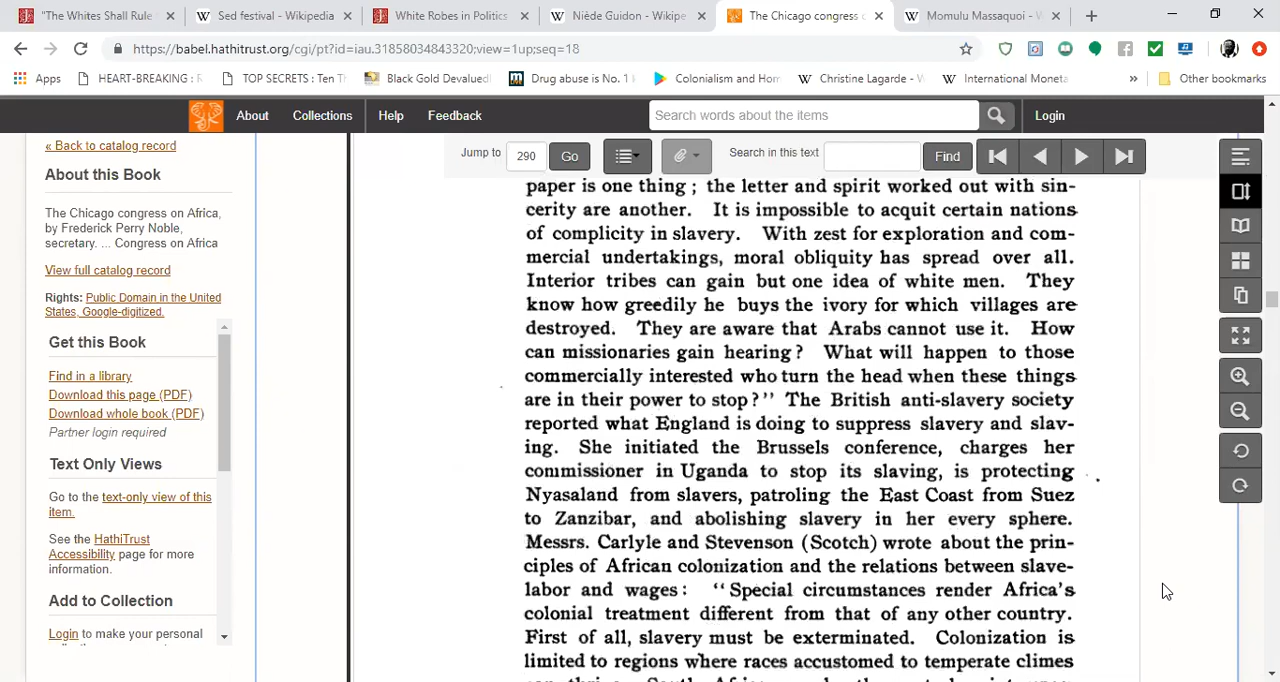 "The Whites Shall Rule
Sed festival - Wikipedia
White Robes in Politics
Niède Guidon - Wikipe
The Chicago congress o
Momulu Massaquoi - W
https://babel.hathitrust.org/cgi/pt?id=iau.31858034843320;view=1up;seq=18
Apps
HEART-BREAKING : R
TOP SECRETS : Ten Th
Black Gold Devalued
Drug abuse is No. 1
Colonialism and Hom
Christine Lagarde - W
International Moneta
»
Other bookmarks
About
Collections
Help
Feedback
Search words about the items
Login
« Back to catalog record
About this Book
The Chicago congress on Africa,
by Frederick Perry Noble,
secretary. ... Congress on Africa
View full catalog record
Rights: Public Domain in the United
States, Google-digitized.
Get this Book
Find in a library
Download this page (PDF)
Download whole book (PDF)
Partner login required
Text Only Views
Go to the text-only view of this
item.
See the HathiTrust
Accessibility page for more
information.
Add to Collection
Login to make your personal
Jump to
290
Go
Search in this text
Find
paper is one thing ; the letter and spirit worked out with sin-
cerity are another. It is impossible to acquit certain nations
of complicity in slavery. With zest for exploration and com-
mercial undertakings, moral obliquity has spread over all.
Interior tribes can gain but one idea of white men. They
know how greedily he buys the ivory for which villages are
destroyed. They are aware that Arabs cannot use it. How
can missionaries gain hearing? What will happen to those
commercially interested who turn the head when these things
are in their power to stop?" The British anti-slavery society
reported what England is doing to suppress slavery and slav-
ing. She initiated the Brussels conference, charges her
commissioner in Uganda to stop its slaving, is protecting
Nyasaland from slavers, patroling the East Coast from Suez
to Zanzibar, and abolishing slavery in her every sphere.
Messrs. Carlyle and Stevenson (Scotch) wrote about the prin-
ciples of African colonization and the relations between slave-
labor and wages: "Special circumstances render Africa's
colonial treatment different from that of any other country.
First of all, slavery must be exterminated. Colonization is
limited to regions where races accustomed to temperate climes